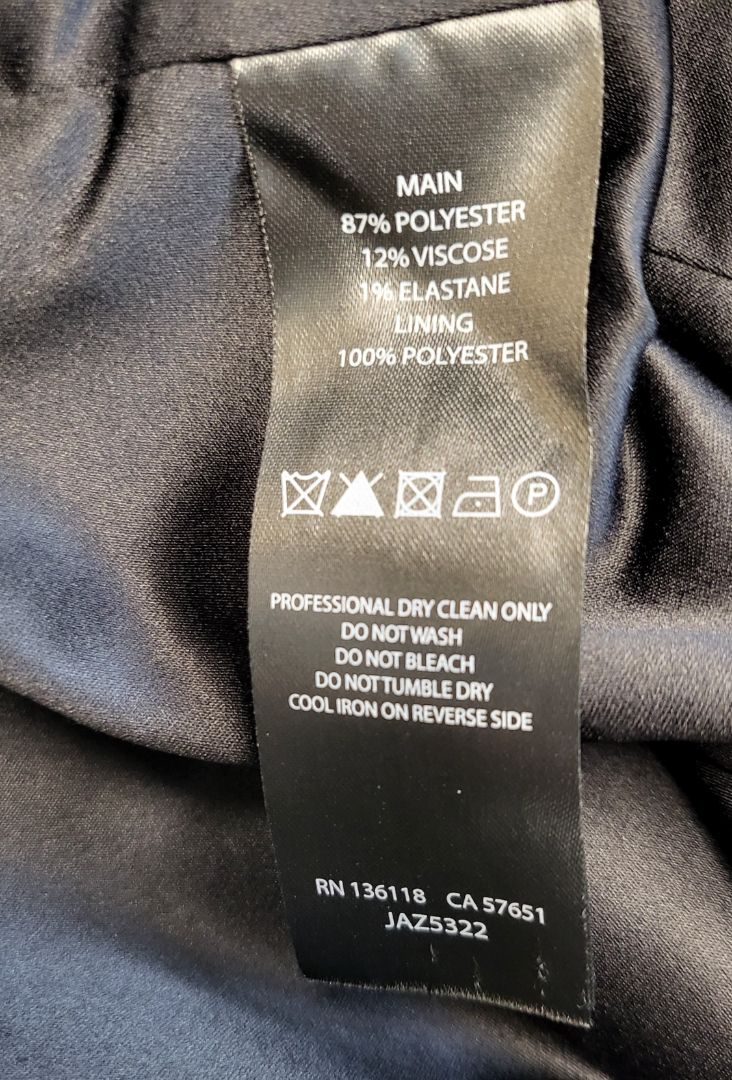 MAIN
87% POLYESTER
12% VISCOSE
1% ELASTANE
LINING
100% POLYESTER
P
PROFESSIONAL DRY CLEAN ONLY
DO NOT WASH
DO NOT BLEACH
DO NOT TUMBLE DRY
COOL IRON ON REVERSE SIDE
RN 136118 CA 57651
JAZ5322